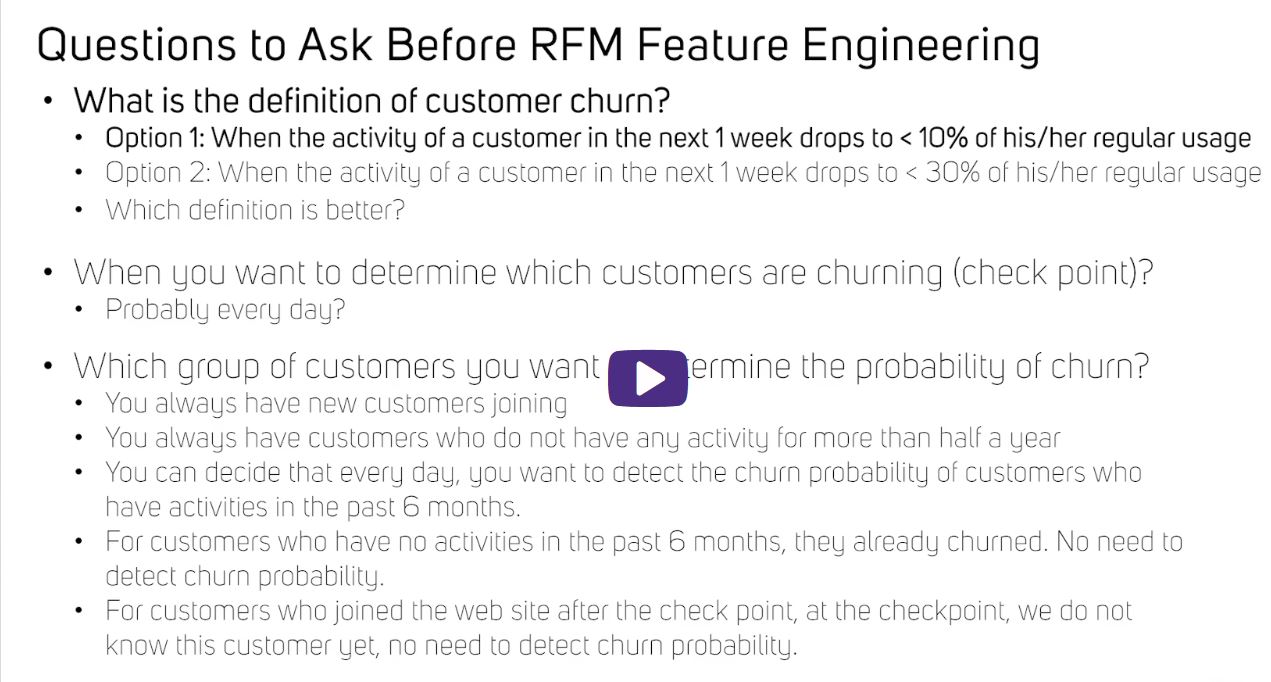 Questions to Ask Before RFM Feature Engineering
• What is the definition of customer churn?
• Option 1: When the activity of a customer in the next 1 week drops to < 10% of his/her regular usage
• Option 2: When the activity of a customer in the next 1 week drops to < 30% of his/her regular usage
• Which definition is better?
• When you want to determine which customers are churning (check point)?
• Probably every day?
• Which group of customers you want ermine the probability of churn?
• You always have new customers joining
• You always have customers who do not have any activity for more than half a year
• You can decide that every day, you want to detect the churn probability of customers who
have activities in the past 6 months.
• For customers who have no activities in the past 6 months, they already churned. No need to
detect churn probability.
• For customers who joined the web site after the check point, at the checkpoint, we do not
know this customer yet, no need to detect churn probability.